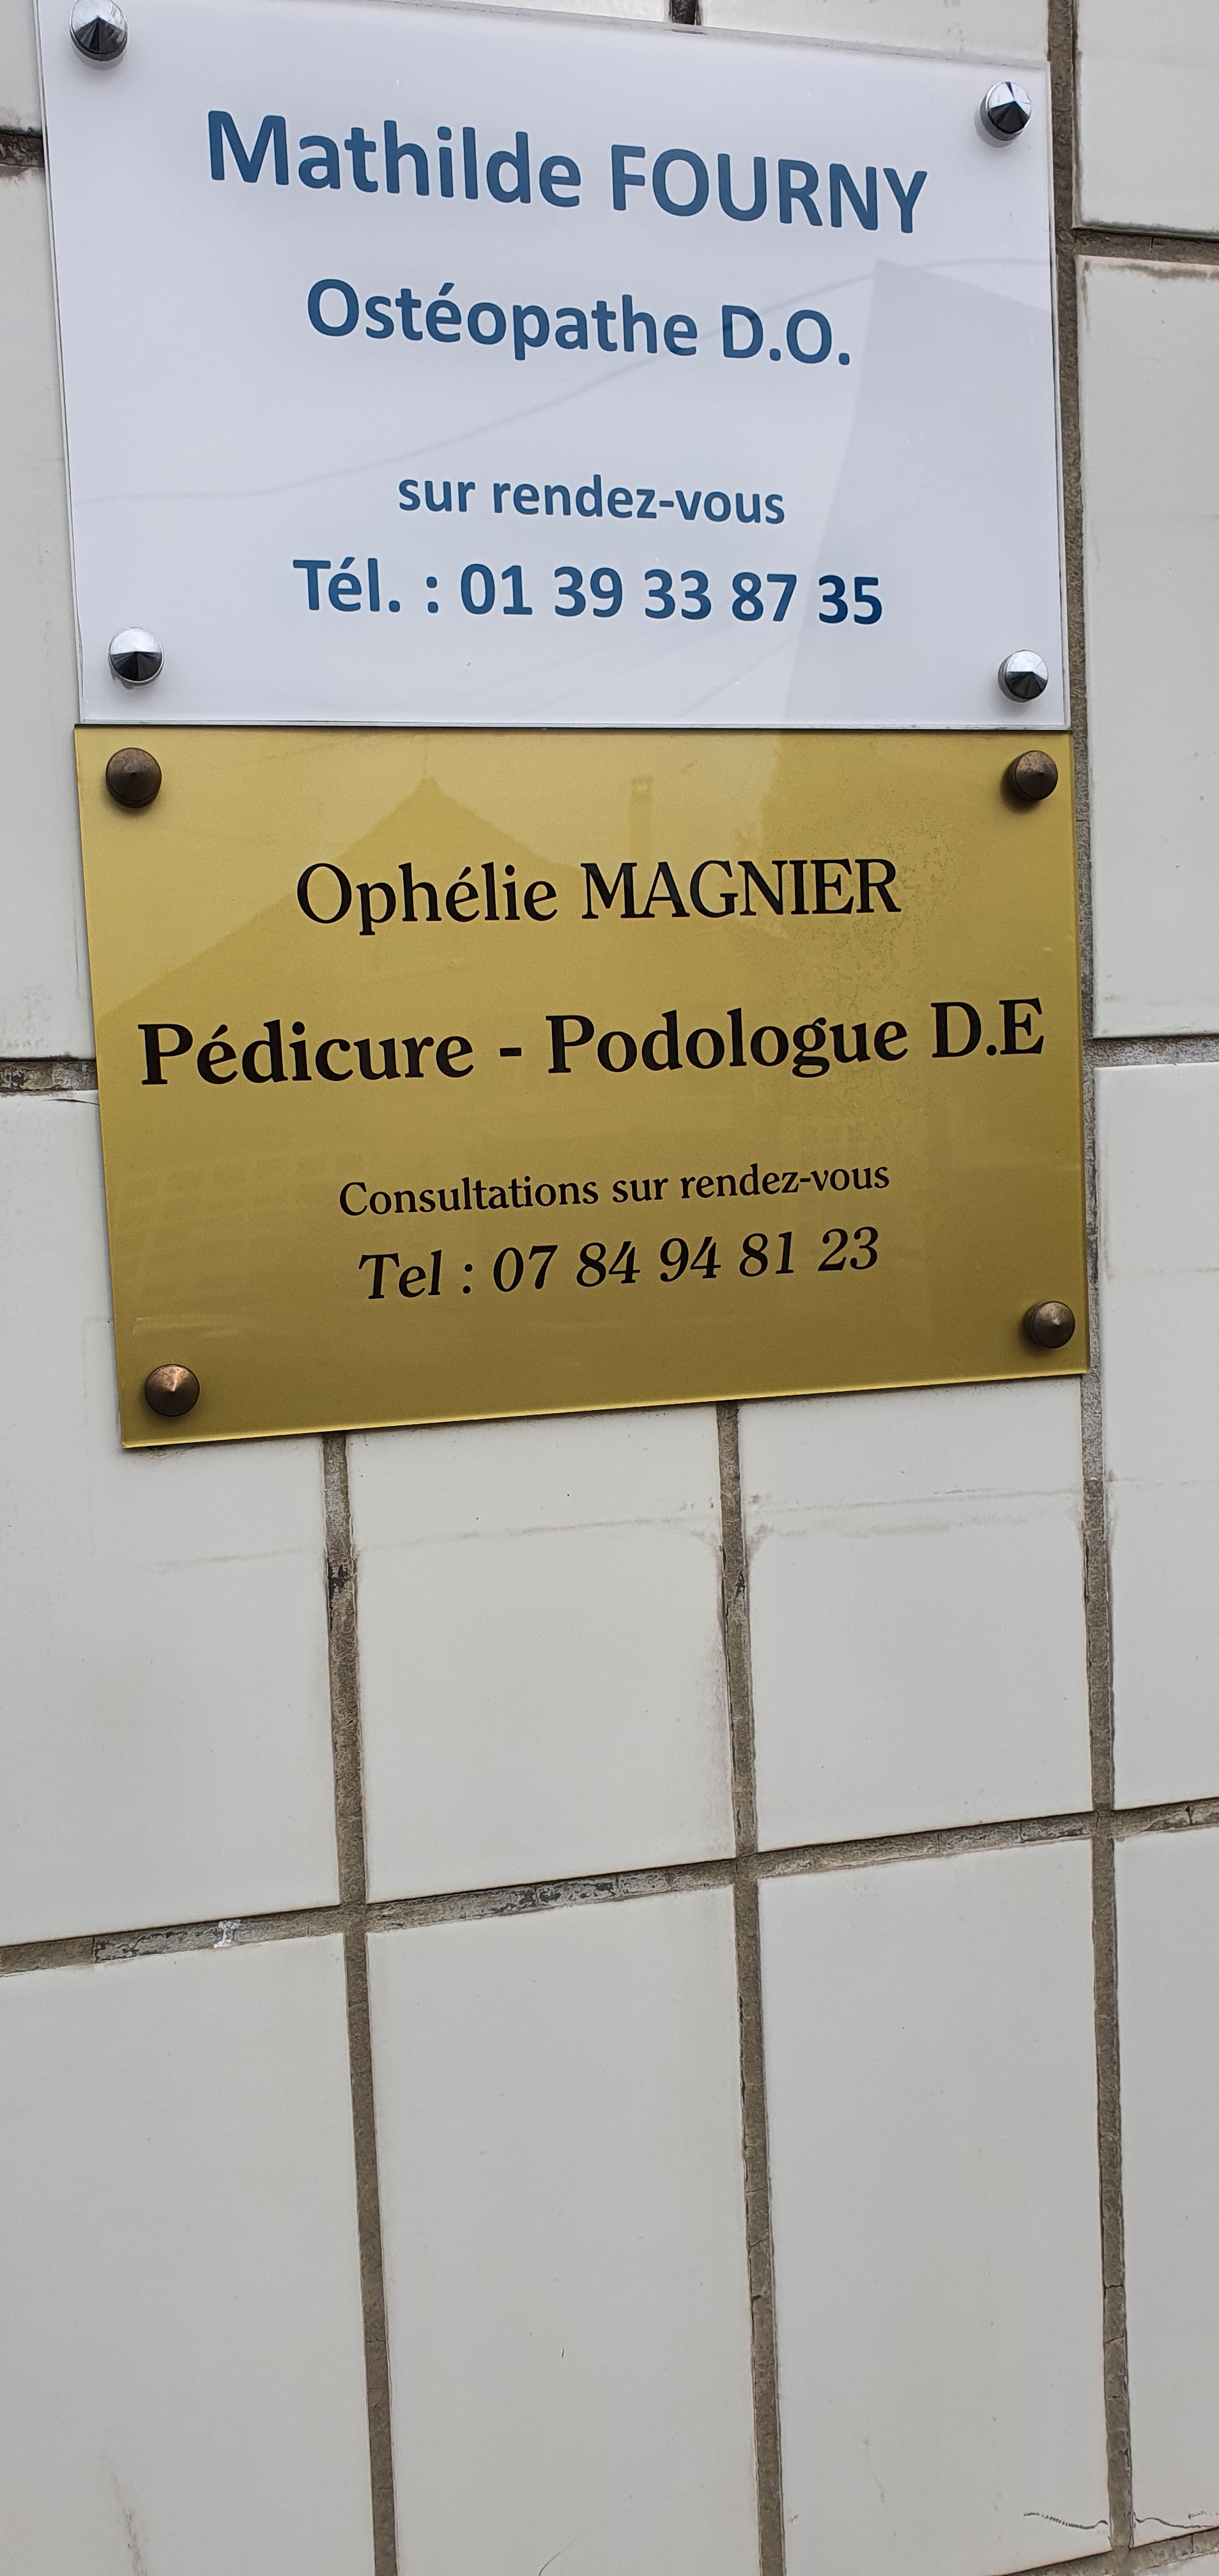 Mathilde FOURNY
Ostéopathe D.O.
sur rendez-vous
Tél. : 01 39 33 87 35
Ophélie MAGNIER
Pédicure - Podologue D.E
Consultations sur rendez-vous
Tel : 07 84 94 81 23